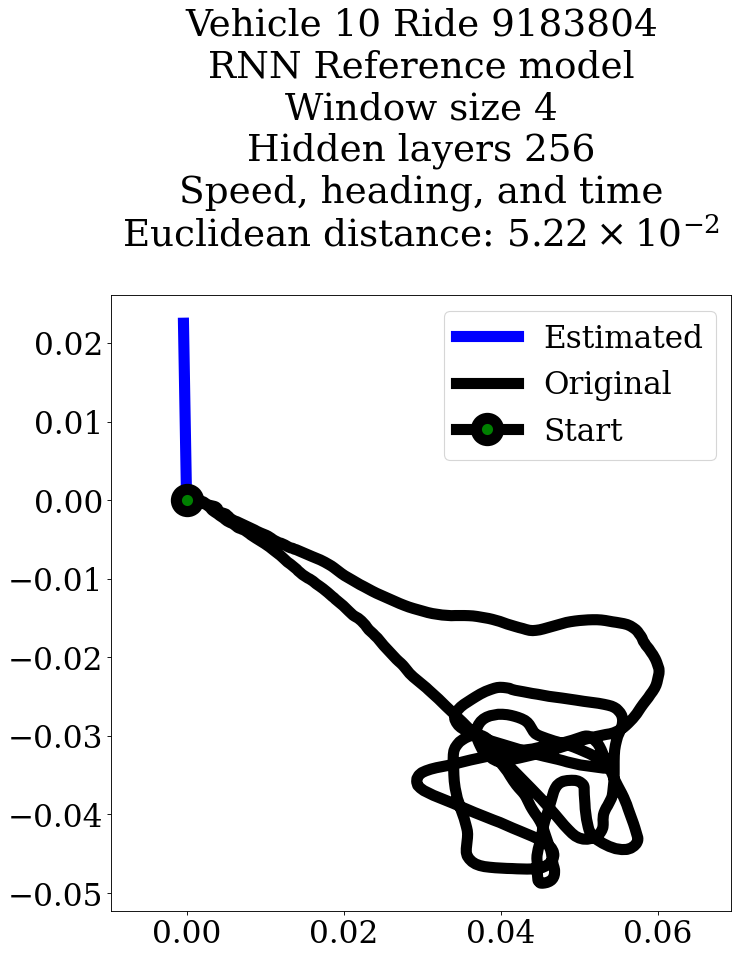 Vehicle 10 Ride 9183804
RNN Reference model
Window size 4
Hidden layers 256
Speed, heading, and time
Euclidean distance: 5.22 × 10⁻²
Estimated
Original
Start
0.02
0.01
0.00
−0.01
−0.02
−0.03
−0.04
−0.05
0.00 0.02 0.04 0.06